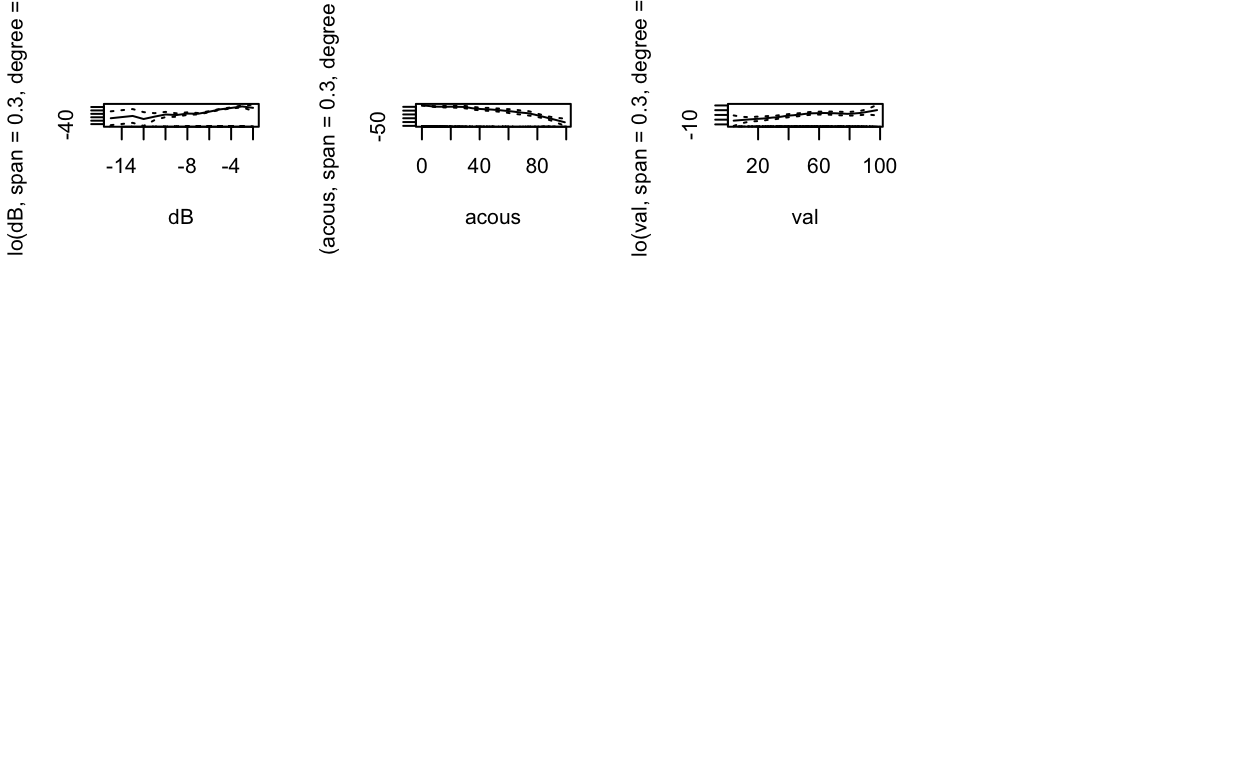 lo(dB, span = 0.3, degree =
-40
-14 -8 -4
dB
(acous, span = 0.3, degree
-50
0 40 80
acous
lo(val, span = 0.3, degree =
-10
20 60 100
val